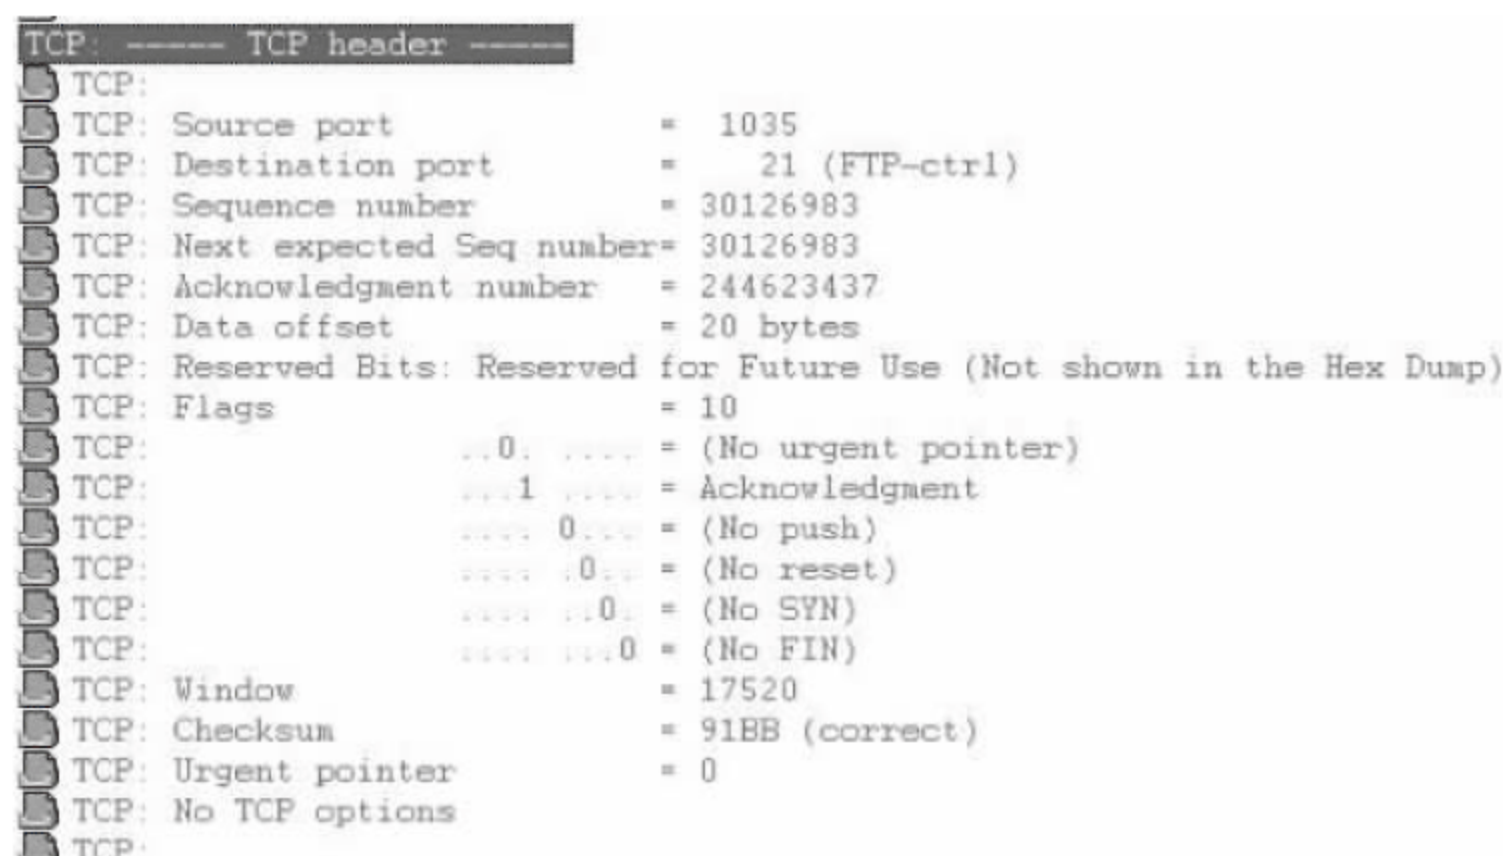 TCP: ----- TCP header -----
TCP:
TCP: Source port = 1035
TCP: Destination port = 21 (FTP-ctrl)
TCP: Sequence number = 30126983
TCP: Next expected Seq number= 30126983
TCP: Acknowledgment number = 244623437
TCP: Data offset = 20 bytes
TCP: Reserved Bits: Reserved for Future Use (Not shown in the Hex Dump)
TCP: Flags = 10
TCP: ..0. .... = (No urgent pointer)
TCP: ...1 .... = Acknowledgment
TCP: .... 0... = (No push)
TCP: .... .0.. = (No reset)
TCP: .... ..0. = (No SYN)
TCP: .... ...0 = (No FIN)
TCP: Window = 17520
TCP: Checksum = 91BB (correct)
TCP: Urgent pointer = 0
TCP: No TCP options
TCP: